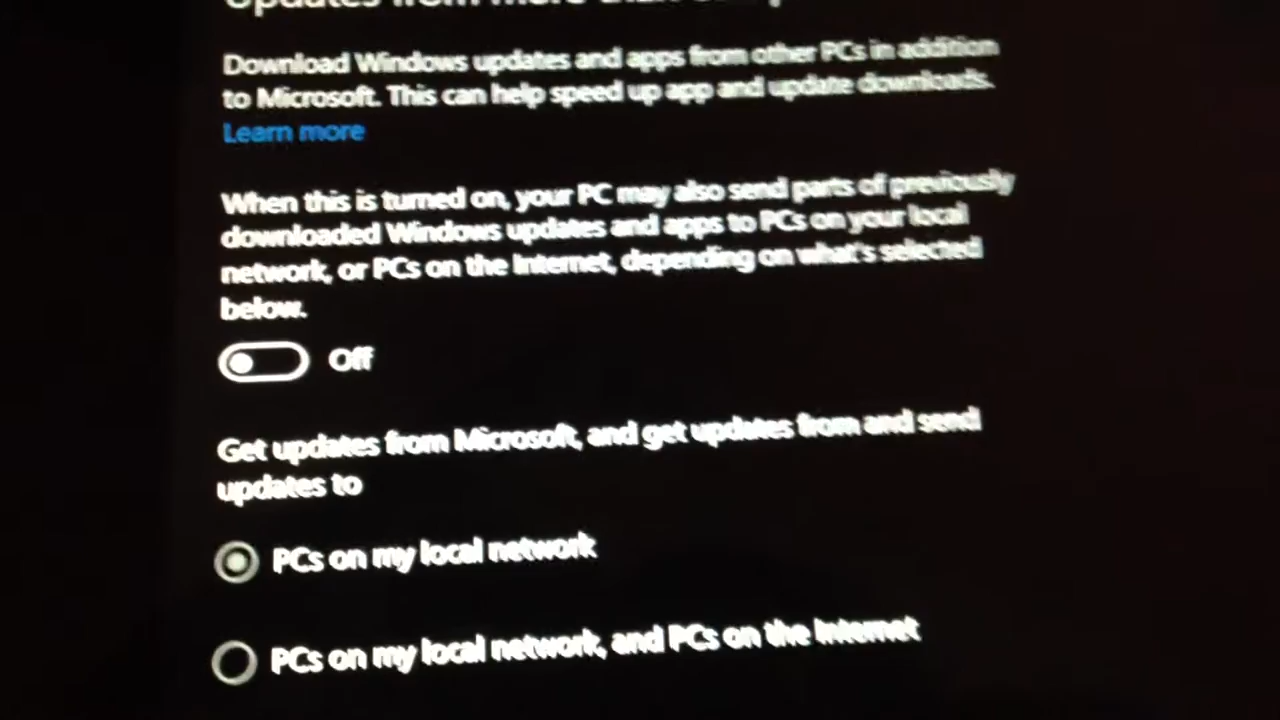 Updates from more than
Download Windows updates and apps from other PCs in addition
to Microsoft. This can help speed up app and update downloads.
Learn more
When this is turned on, your PC may also send parts of previously
downloaded Windows updates and apps to PCs on your local
network, or PCs on the Internet, depending on what's selected
below.
Off
Get updates from Microsoft, and get updates from and send
updates to
PCs on my local network
PCs on my local network, and PCs on the Internet